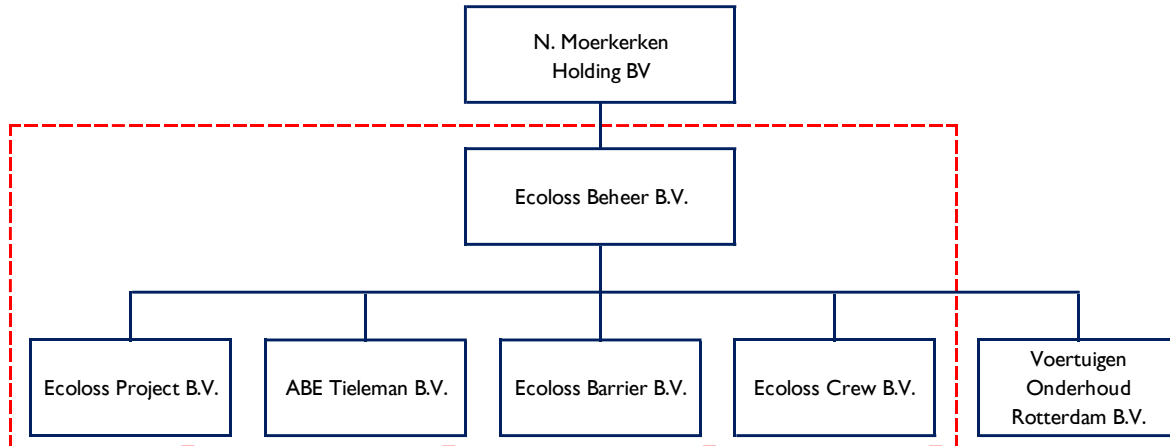 N. Moerkerken
Holding BV
Ecoloss Beheer B.V.
Ecoloss Project B.V.
ABE Tieleman B.V.
Ecoloss Barrier B.V.
Ecoloss Crew B.V.
Voertuigen
Onderhoud
Rotterdam B.V.